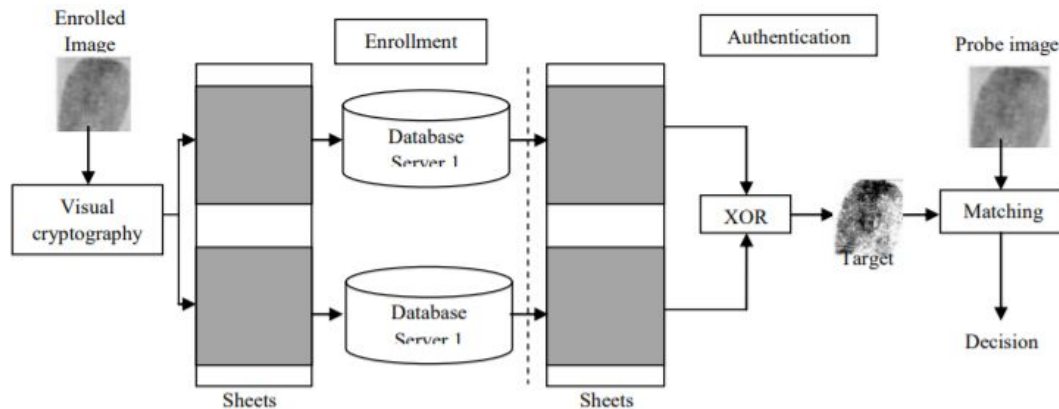 Enrolled
Image
Enrollment
Authentication
Probe image
Database
Server 1
Visual
cryptography
XOR
Matching
Target
Database
Server 1
Decision
Sheets
Sheets